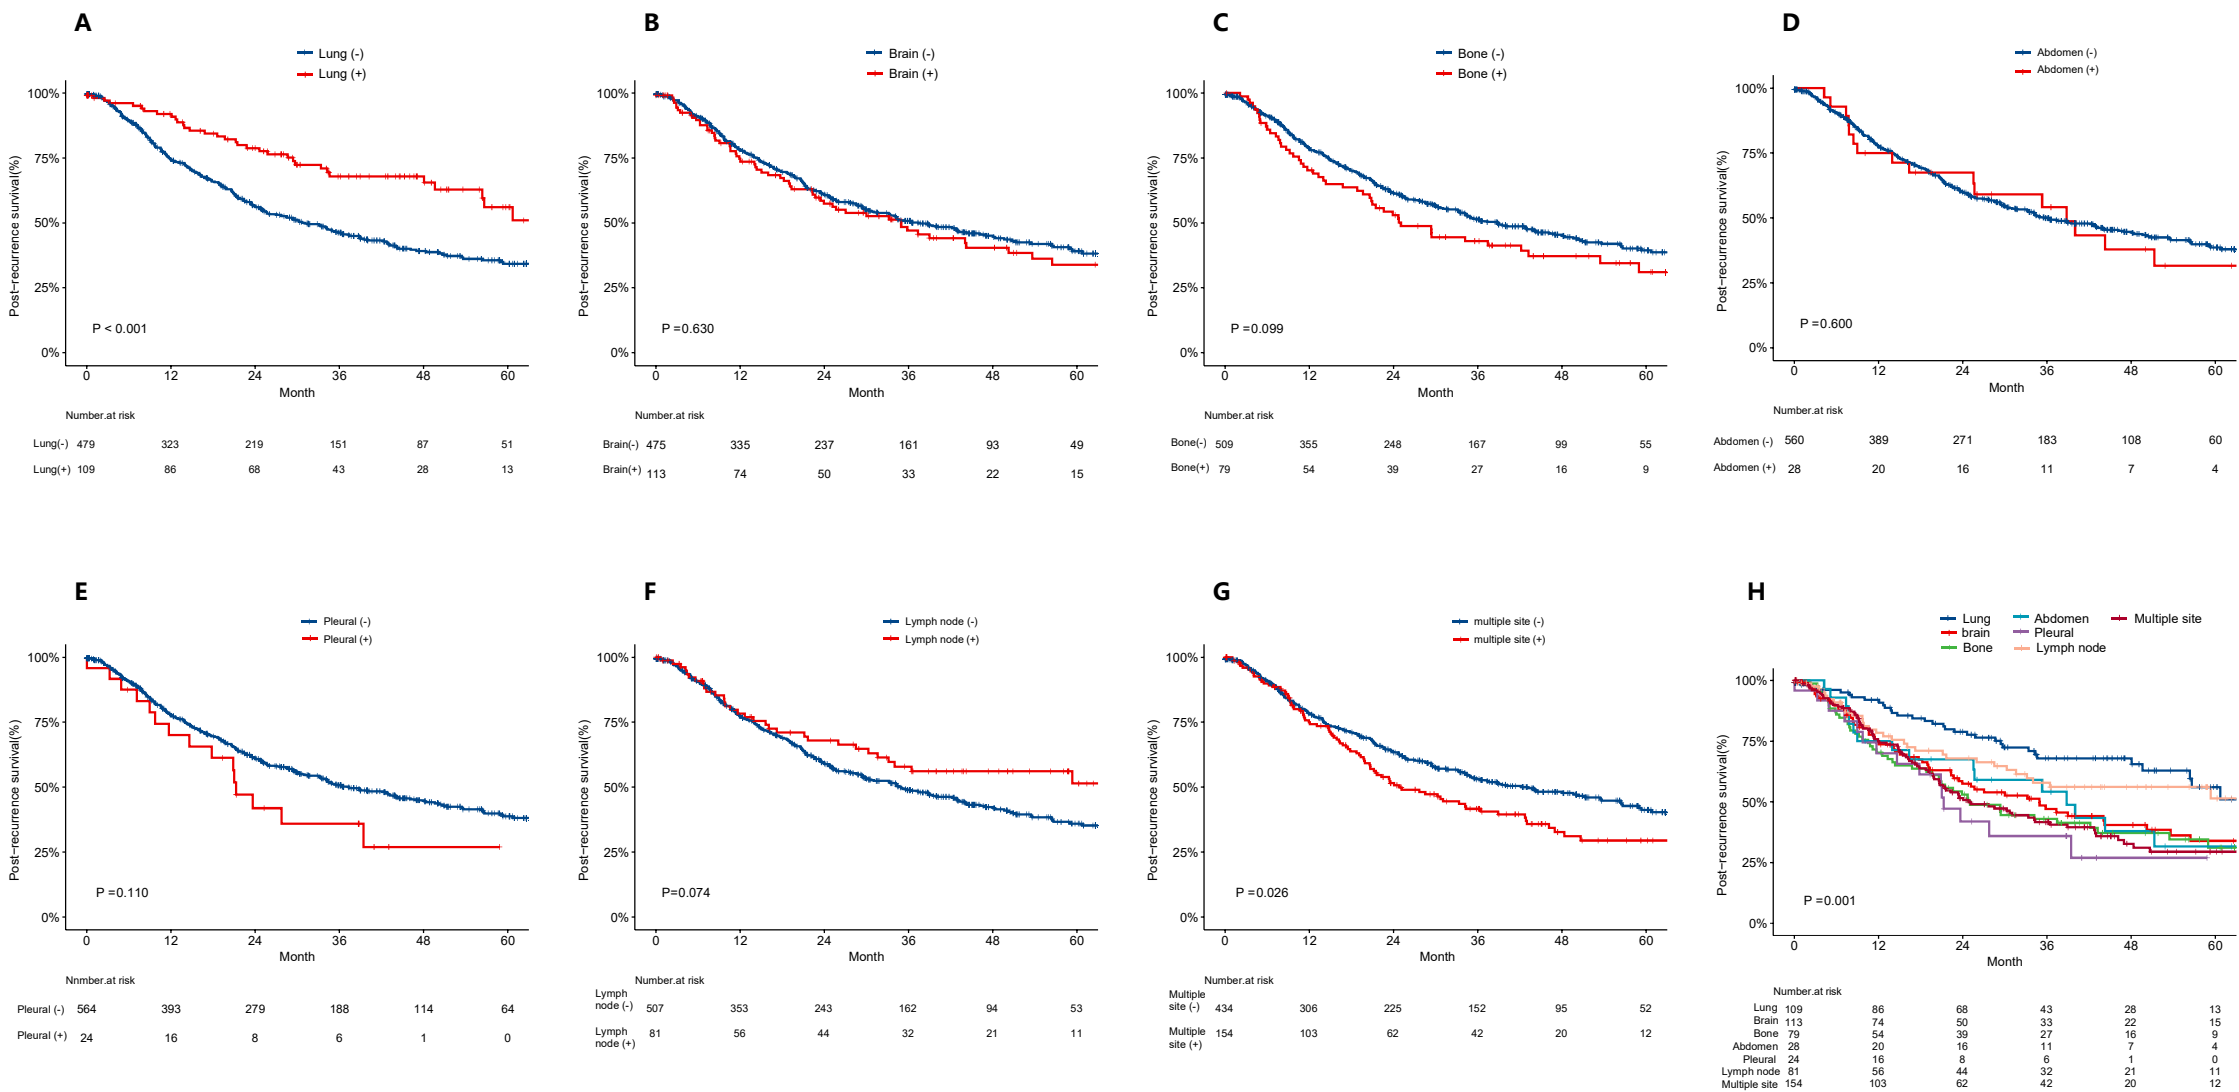 A
Lung (-)
Lung (+)
Post-recurrence survival(%)
100%
75%
50%
25%
0%
P < 0.001
0 12 24 36 48 60
Month
Number.at risk
Lung(-) 479 323 219 151 87 51
Lung(+) 109 86 68 43 28 13
B
Brain (-)
Brain (+)
Post-recurrence survival(%)
100%
75%
50%
25%
0%
P =0.630
0 12 24 36 48 60
Month
Number.at risk
Brain(-) 475 335 237 161 93 49
Brain(+) 113 74 50 33 22 15
C
Bone (-)
Bone (+)
Post-recurrence survival(%)
100%
75%
50%
25%
0%
P =0.099
0 12 24 36 48 60
Month
Number.at risk
Bone(-) 509 355 248 167 99 55
Bone(+) 79 54 39 27 16 9
D
Abdomen (-)
Abdomen (+)
Post-recurrence survival(%)
100%
75%
50%
25%
0%
P =0.600
0 12 24 36 48 60
Month
Number.at risk
Abdomen (-) 560 389 271 183 108 60
Abdomen (+) 28 20 16 11 7 4
E
Pleural (-)
Pleural (+)
Post-recurrence survival(%)
100%
75%
50%
25%
0%
P =0.110
0 12 24 36 48 60
Month
Nnmber.at risk
Pleural (-) 564 393 279 188 114 64
Pleural (+) 24 16 8 6 1 0
F
Lymph node (-)
Lymph node (+)
Post-recurrence survival(%)
100%
75%
50%
25%
0%
P=0.074
0 12 24 36 48 60
Month
Number.at risk
Lymph
node (-) 507 353 243 162 94 53
Lymph
node (+) 81 56 44 32 21 11
G
multiple site (-)
multiple site (+)
Post-recurrence survival(%)
100%
75%
50%
25%
0%
P =0.026
0 12 24 36 48 60
Month
Number.at risk
Multiple
site (-) 434 306 225 152 95 52
Multiple
site (+) 154 103 62 42 20 12
H
Lung Abdomen Multiple site
brain Pleural
Bone Lymph node
Post-recurrence survival(%)
100%
75%
50%
25%
0%
P =0.001
0 12 24 36 48 60
Month
Number.at risk
Lung 109 86 68 43 28 13
Brain 113 74 50 33 22 15
Bone 79 54 39 27 16 9
Abdomen 28 20 16 11 7 4
Pleural 24 16 8 6 1 0
Lymph node 81 56 44 32 21 11
Multiple site 154 103 62 42 20 12